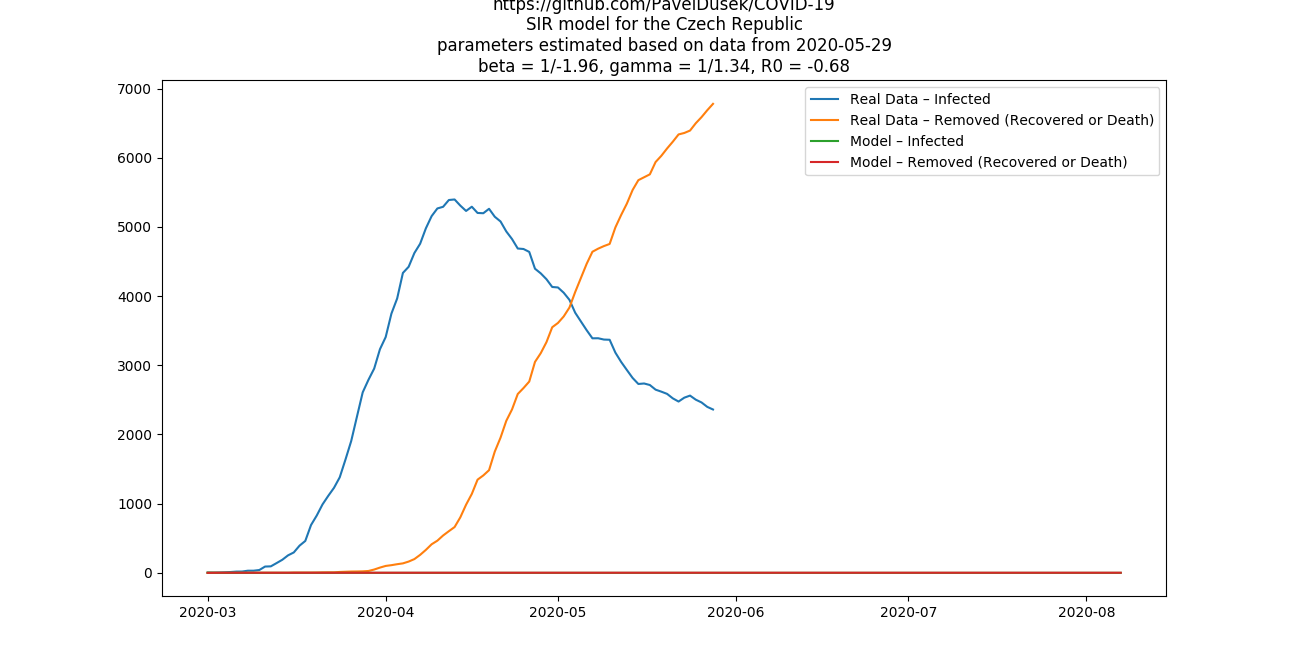 https://github.com/PavelDusek/COVID-19
SIR model for the Czech Republic
parameters estimated based on data from 2020-05-29
beta = 1/-1.96, gamma = 1/1.34, R0 = -0.68
Real Data – Infected
Real Data – Removed (Recovered or Death)
Model – Infected
Model – Removed (Recovered or Death)
7000
6000
5000
4000
3000
2000
1000
0
2020-03
2020-04
2020-05
2020-06
2020-07
2020-08